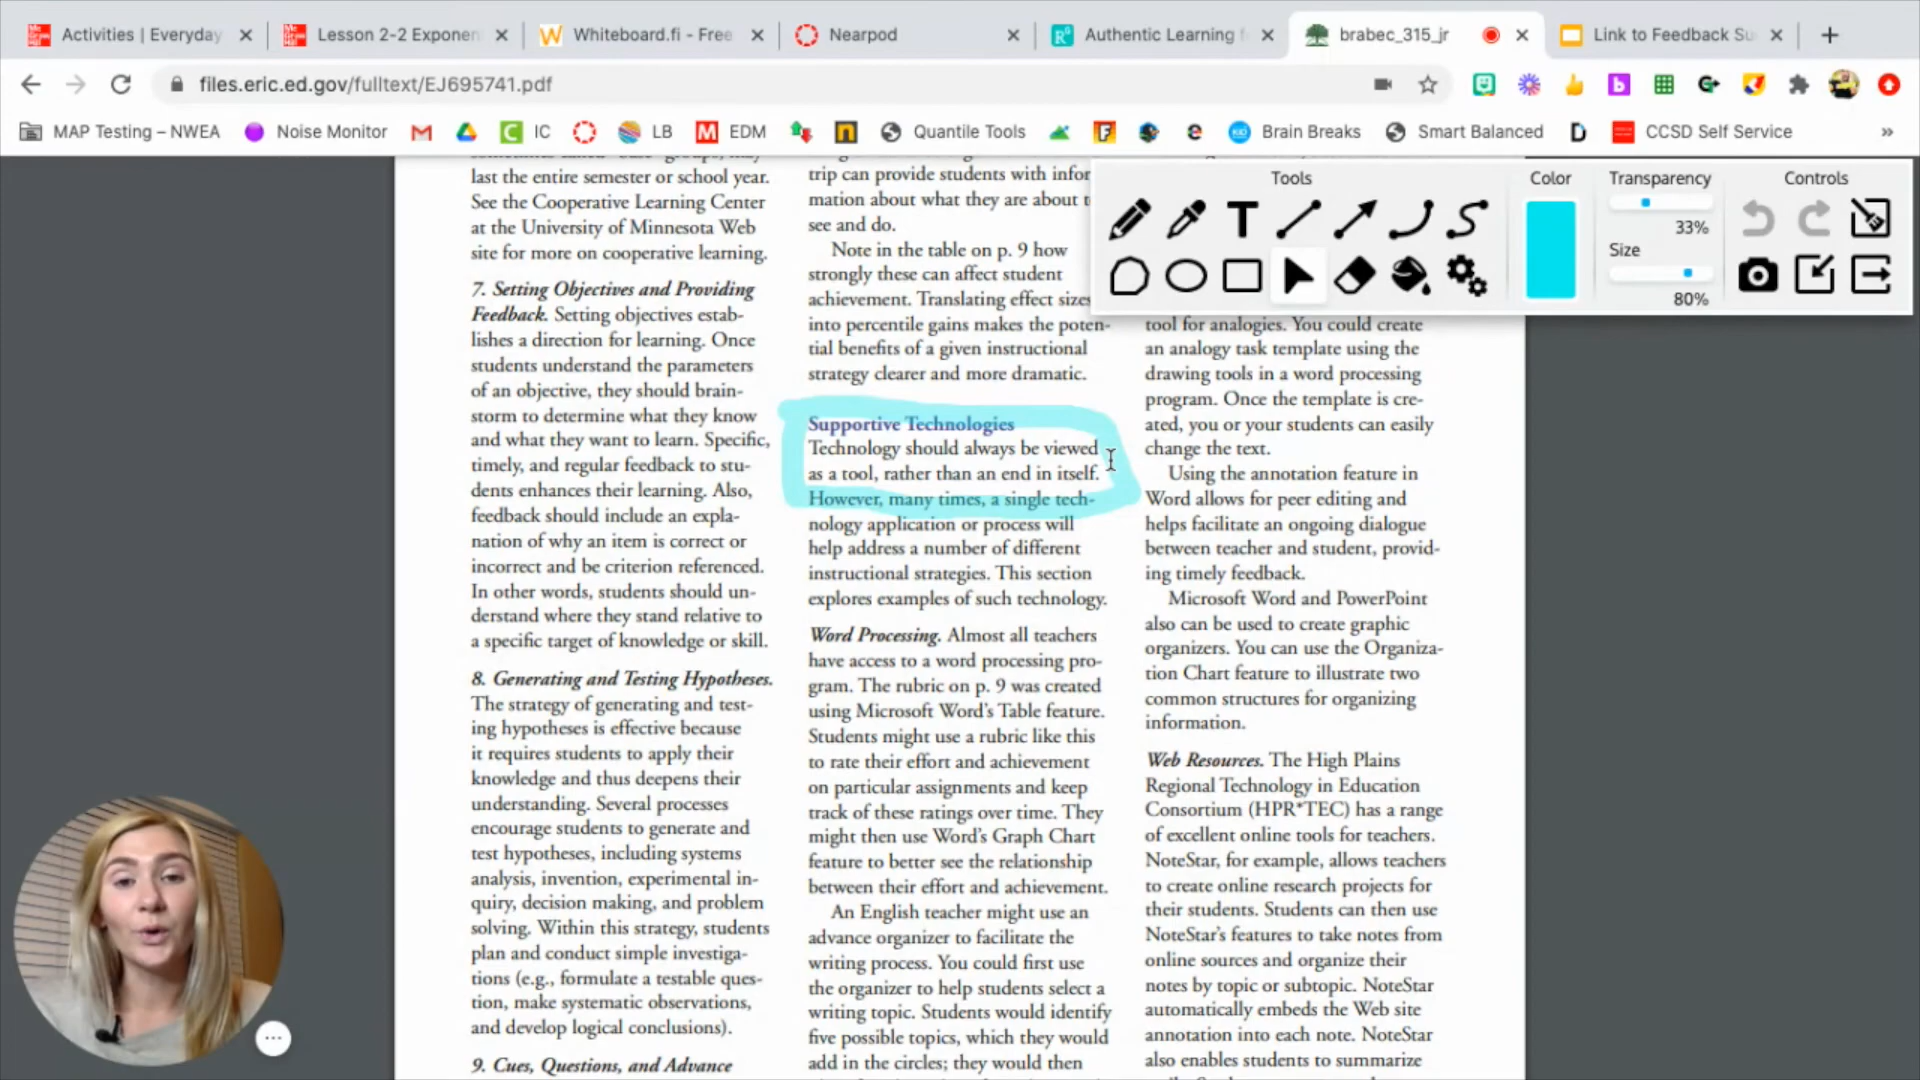 Activities | Everyday
Lesson 2-2 Exponen
Whiteboard.fi - Free
Nearpod
Authentic Learning f
brabec_315_jr
Link to Feedback Su
files.eric.ed.gov/fulltext/EJ695741.pdf
MAP Testing – NWEA
Noise Monitor
IC
LB
EDM
Quantile Tools
Brain Breaks
Smart Balanced
CCSD Self Service
»
Tools
Color
Transparency
Controls
33%
Size
80%
last the entire semester or school year.
See the Cooperative Learning Center
at the University of Minnesota Web
site for more on cooperative learning.
7. Setting Objectives and Providing
Feedback. Setting objectives estab-
lishes a direction for learning. Once
students understand the parameters
of an objective, they should brain-
storm to determine what they know
and what they want to learn. Specific,
timely, and regular feedback to stu-
dents enhances their learning. Also,
feedback should include an expla-
nation of why an item is correct or
incorrect and be criterion referenced.
In other words, students should un-
derstand where they stand relative to
a specific target of knowledge or skill.
8. Generating and Testing Hypotheses.
The strategy of generating and test-
ing hypotheses is effective because
it requires students to apply their
knowledge and thus deepens their
understanding. Several processes
encourage students to generate and
test hypotheses, including systems
analysis, invention, experimental in-
quiry, decision making, and problem
solving. Within this strategy, students
plan and conduct simple investiga-
tions (e.g., formulate a testable ques-
tion, make systematic observations,
and develop logical conclusions).
9. Cues, Questions, and Advance
trip can provide students with infor-
mation about what they are about t
see and do.
Note in the table on p. 9 how
strongly these can affect student
achievement. Translating effect sizes
into percentile gains makes the poten-
tial benefits of a given instructional
strategy clearer and more dramatic.
Supportive Technologies
Technology should always be viewed
as a tool, rather than an end in itself.
However, many times, a single tech-
nology application or process will
help address a number of different
instructional strategies. This section
explores examples of such technology.
Word Processing. Almost all teachers
have access to a word processing pro-
gram. The rubric on p. 9 was created
using Microsoft Word's Table feature.
Students might use a rubric like this
to rate their effort and achievement
on particular assignments and keep
track of these ratings over time. They
might then use Word's Graph Chart
feature to better see the relationship
between their effort and achievement.
An English teacher might use an
advance organizer to facilitate the
writing process. You could first use
the organizer to help students select a
writing topic. Students would identify
five possible topics, which they would
add in the circles; they would then
tool for analogies. You could create
an analogy task template using the
drawing tools in a word processing
program. Once the template is cre-
ated, you or your students can easily
change the text.
Using the annotation feature in
Word allows for peer editing and
helps facilitate an ongoing dialogue
between teacher and student, provid-
ing timely feedback.
Microsoft Word and PowerPoint
also can be used to create graphic
organizers. You can use the Organiza-
tion Chart feature to illustrate two
common structures for organizing
information.
Web Resources. The High Plains
Regional Technology in Education
Consortium (HPR*TEC) has a range
of excellent online tools for teachers.
NoteStar, for example, allows teachers
to create online research projects for
their students. Students can then use
NoteStar's features to take notes from
online sources and organize their
notes by topic or subtopic. NoteStar
automatically embeds the Web site
annotation into each note. NoteStar
also enables students to summarize